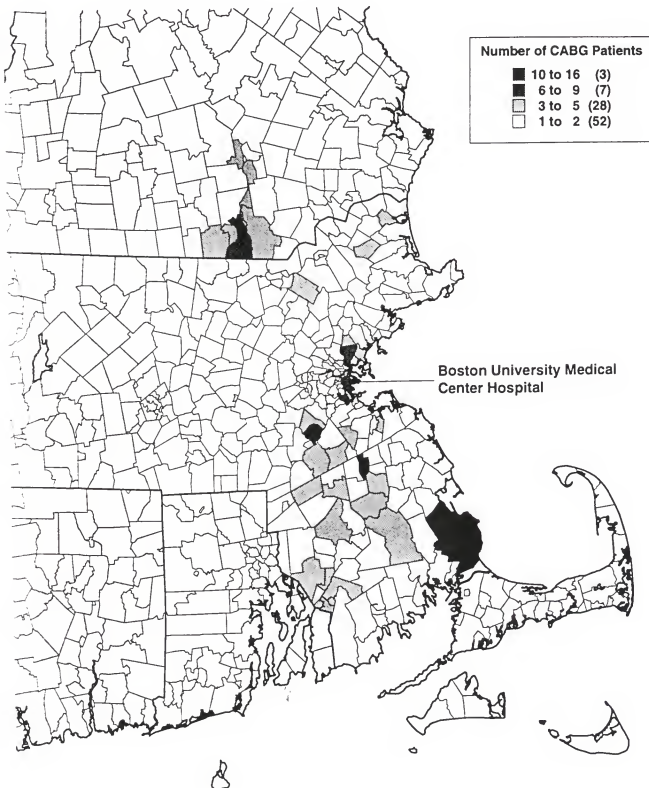 Number of CABG Patients
10 to 16 (3)
6 to 9 (7)
3 to 5 (28)
1 to 2 (52)
Boston University Medical
Center Hospital